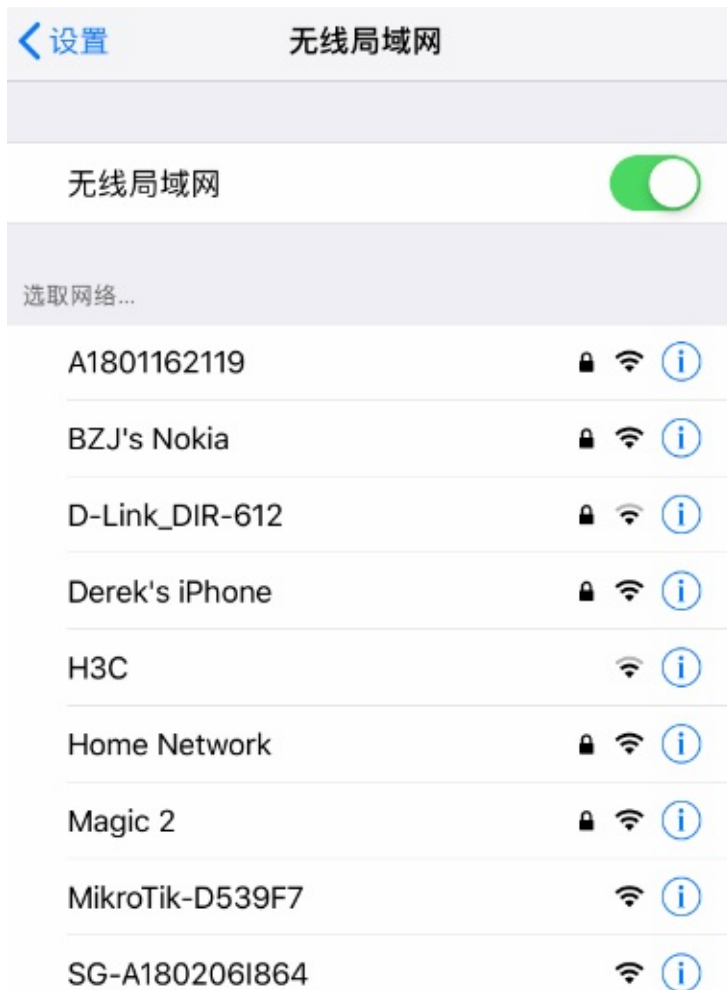 设置 无线局域网
无线局域网
选取网络...
A1801162119
BZJ's Nokia
D-Link_DIR-612
Derek's iPhone
H3C
Home Network
Magic 2
MikroTik-D539F7
SG-A180206I864